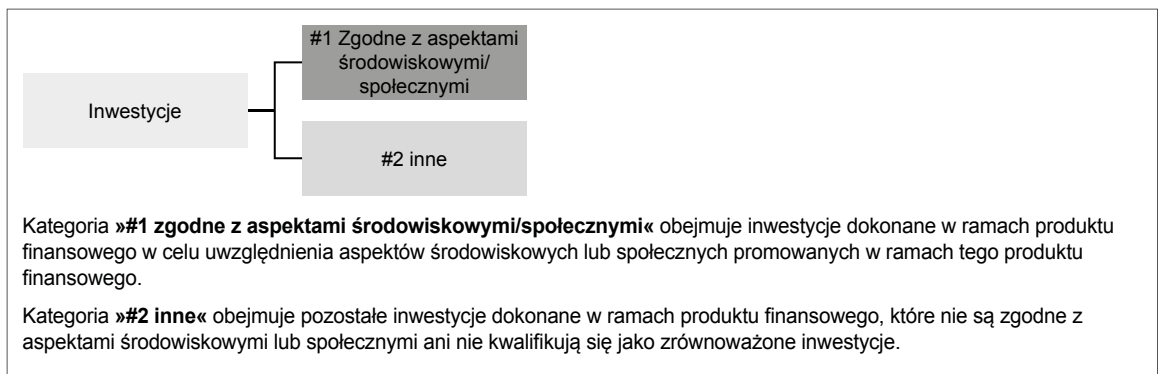 #1 Zgodne z aspektami
środowiskowymi/
społecznymi
Inwestycje
#2 inne
Kategoria »#1 zgodne z aspektami środowiskowymi/społecznymi« obejmuje inwestycje dokonane w ramach produktu
finansowego w celu uwzględnienia aspektów środowiskowych lub społecznych promowanych w ramach tego produktu
finansowego.
Kategoria »#2 inne« obejmuje pozostałe inwestycje dokonane w ramach produktu finansowego, które nie są zgodne z
aspektami środowiskowymi lub społecznymi ani nie kwalifikują się jako zrównoważone inwestycje.